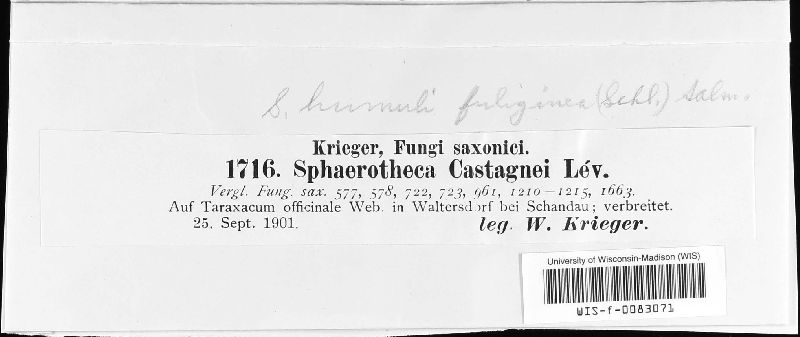 S. humuli fuliginea (Schl.) Salm.
Krieger, Fungi saxonici.
1716. Sphaerotheca Castagnei Lév.
Vergl. Fung. sax. 577, 578, 722, 723, 961, 1210–1215, 1663.
Auf Taraxacum officinale Web. in Waltersdorf bei Schandau; verbreitet.
25. Sept. 1901. leg. W. Krieger.
University of Wisconsin-Madison (WIS)
WIS-f-0083071